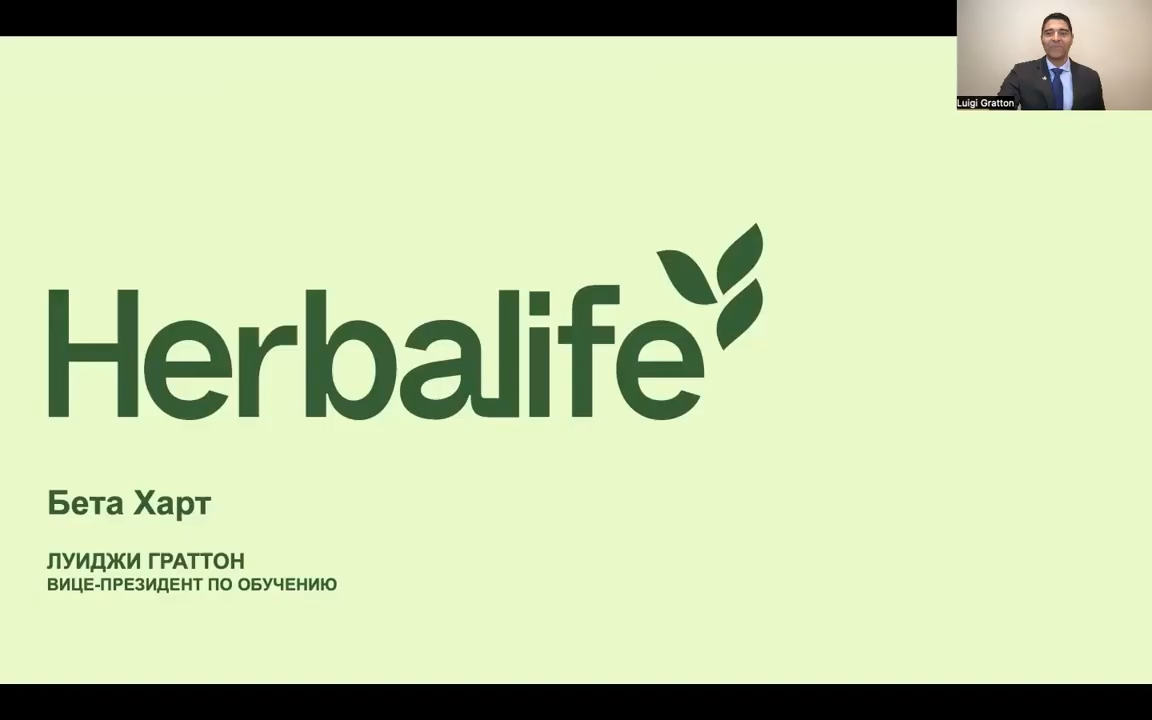 Luigi Gratton
Herbalife
Бета Харт
ЛУИДЖИ ГРАТТОН
ВИЦЕ-ПРЕЗИДЕНТ ПО ОБУЧЕНИЮ